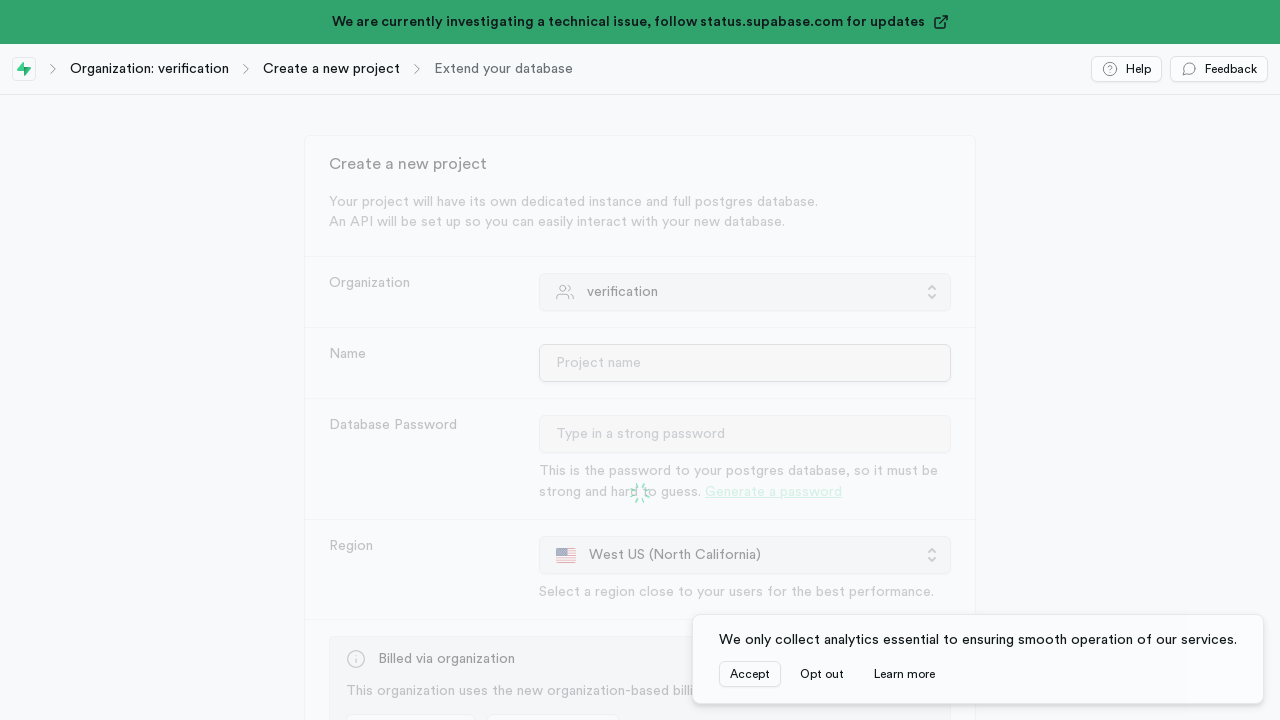 We are currently investigating a technical issue, follow status.supabase.com for updates
Organization: verification
Create a new project
Extend your database
Help
Feedback
Create a new project
Your project will have its own dedicated instance and full postgres database.
An API will be set up so you can easily interact with your new database.
Organization
verification
Name
Project name
Database Password
Type in a strong password
This is the password to your postgres database, so it must be
strong and hard to guess. Generate a password
Region
West US (North California)
Select a region close to your users for the best performance.
Billed via organization
This organization uses the new organization-based billi
We only collect analytics essential to ensuring smooth operation of our services.
Accept
Opt out
Learn more